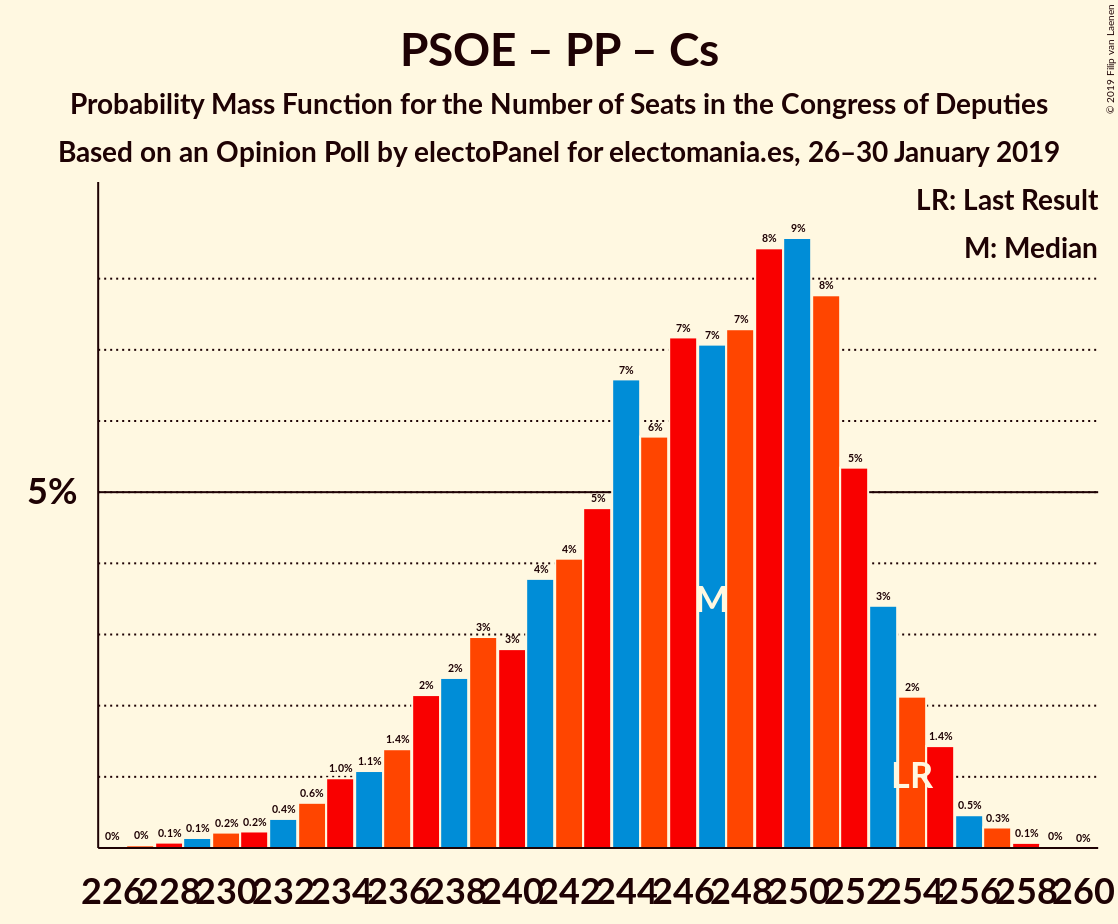 PSOE – PP – Cs
Probability Mass Function for the Number of Seats in the Congress of Deputies
Based on an Opinion Poll by electoPanel for electomania.es, 26–30 January 2019
© 2019 Filip van Laenen
LR: Last Result
M: Median
5%
0% 0% 0.1% 0.1% 0.2% 0.2% 0.4% 0.6% 1.0% 1.1% 1.4% 2% 2% 3% 3% 4% 4% 5% 7% 6% 7% 7% 7% 8% 9% 8% 5% 3% 2% 1.4% 0.5% 0.3% 0.1% 0% 0%
M
LR
226 228 230 232 234 236 238 240 242 244 246 248 250 252 254 256 258 260